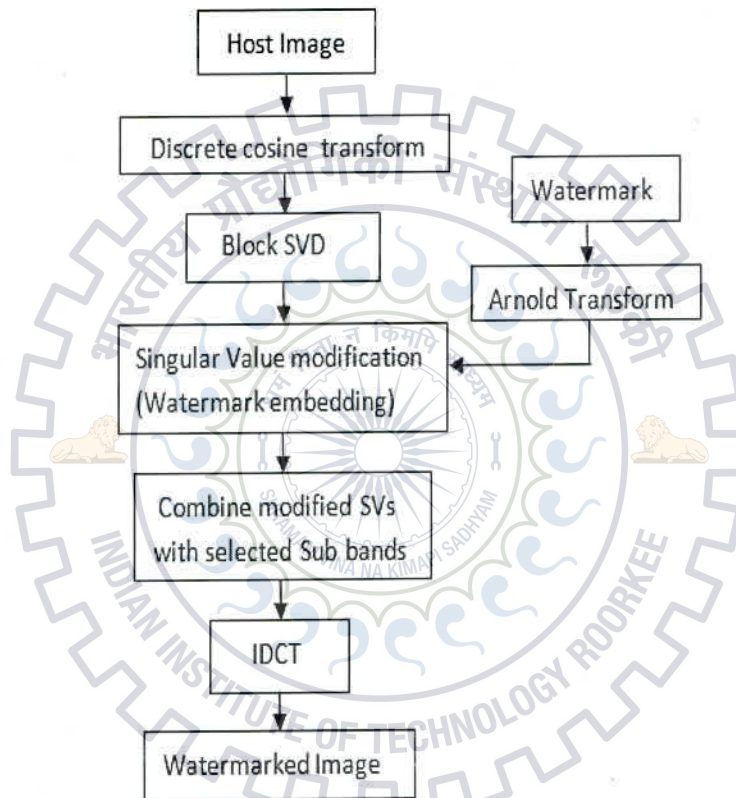 Host Image
Discrete cosine transform
Block SVD
Watermark
Arnold Transform
Singular Value modification
(Watermark embedding)
Combine modified SVs
with selected Sub bands
IDCT
Watermarked Image
भारतीय प्रौद्योगिकी संस्थान रुड़की
INDIAN INSTITUTE OF TECHNOLOGY ROORKEE